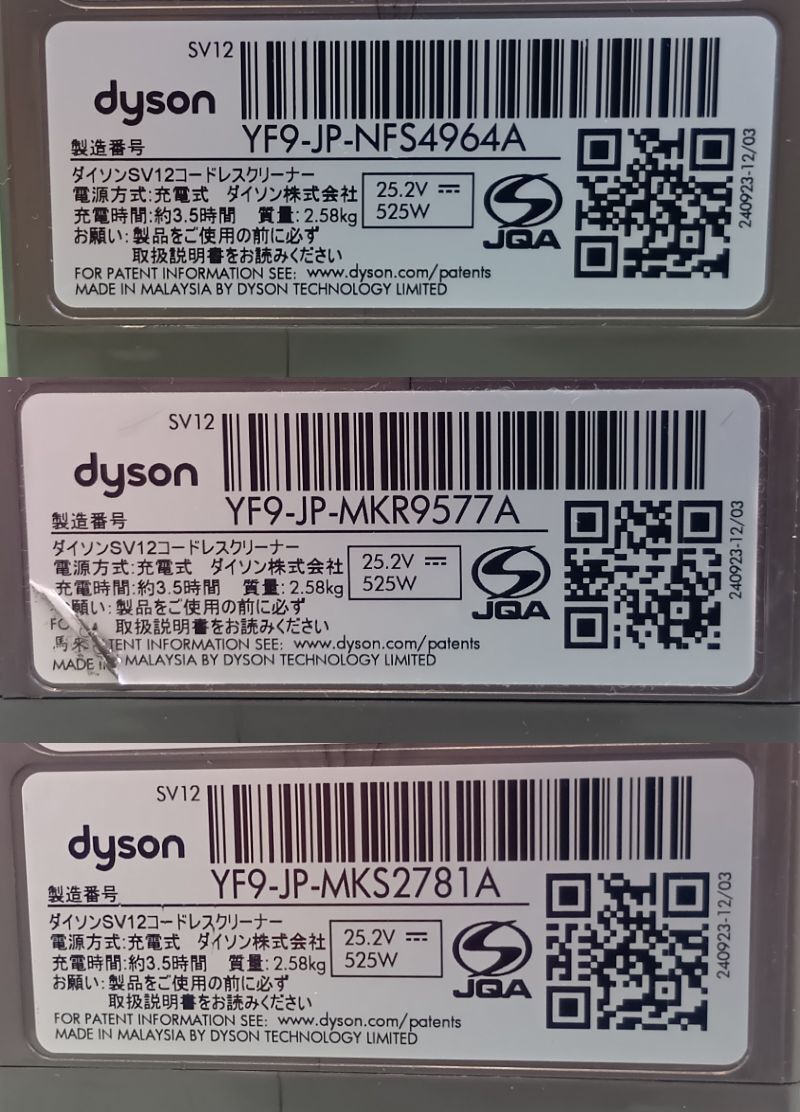 SV12
dyson
製造番号 YF9-JP-NFS4964A
ダイソンSV12コードレスクリーナー
電源方式:充電式 ダイソン株式会社
充電時間:約3.5時間 質量:2.58kg
25.2V
525W
JQA
お願い:製品をご使用の前に必ず
取扱説明書をお読みください
FOR PATENT INFORMATION SEE: www.dyson.com/patents
MADE IN MALAYSIA BY DYSON TECHNOLOGY LIMITED
240923-12/03
SV12
dyson
製造番号 YF9-JP-MKR9577A
ダイソンSV12コードレスクリーナー
電源方式:充電式 ダイソン株式会社
充電時間:約3.5時間 質量:2.58kg
25.2V
525W
JQA
願い:製品をご使用の前に必ず
取扱説明書をお読みください
馬來 TENT INFORMATION SEE: www.dyson.com/patents
MADE IN MALAYSIA BY DYSON TECHNOLOGY LIMITED
240923-12/03
SV12
dyson
製造番号 YF9-JP-MKS2781A
ダイソンSV12コードレスクリーナー
電源方式:充電式 ダイソン株式会社
充電時間:約3.5時間 質量:2.58kg
25.2V
525W
JQA
お願い:製品をご使用の前に必ず
取扱説明書をお読みください
FOR PATENT INFORMATION SEE: www.dyson.com/patents
MADE IN MALAYSIA BY DYSON TECHNOLOGY LIMITED
240923-12/03